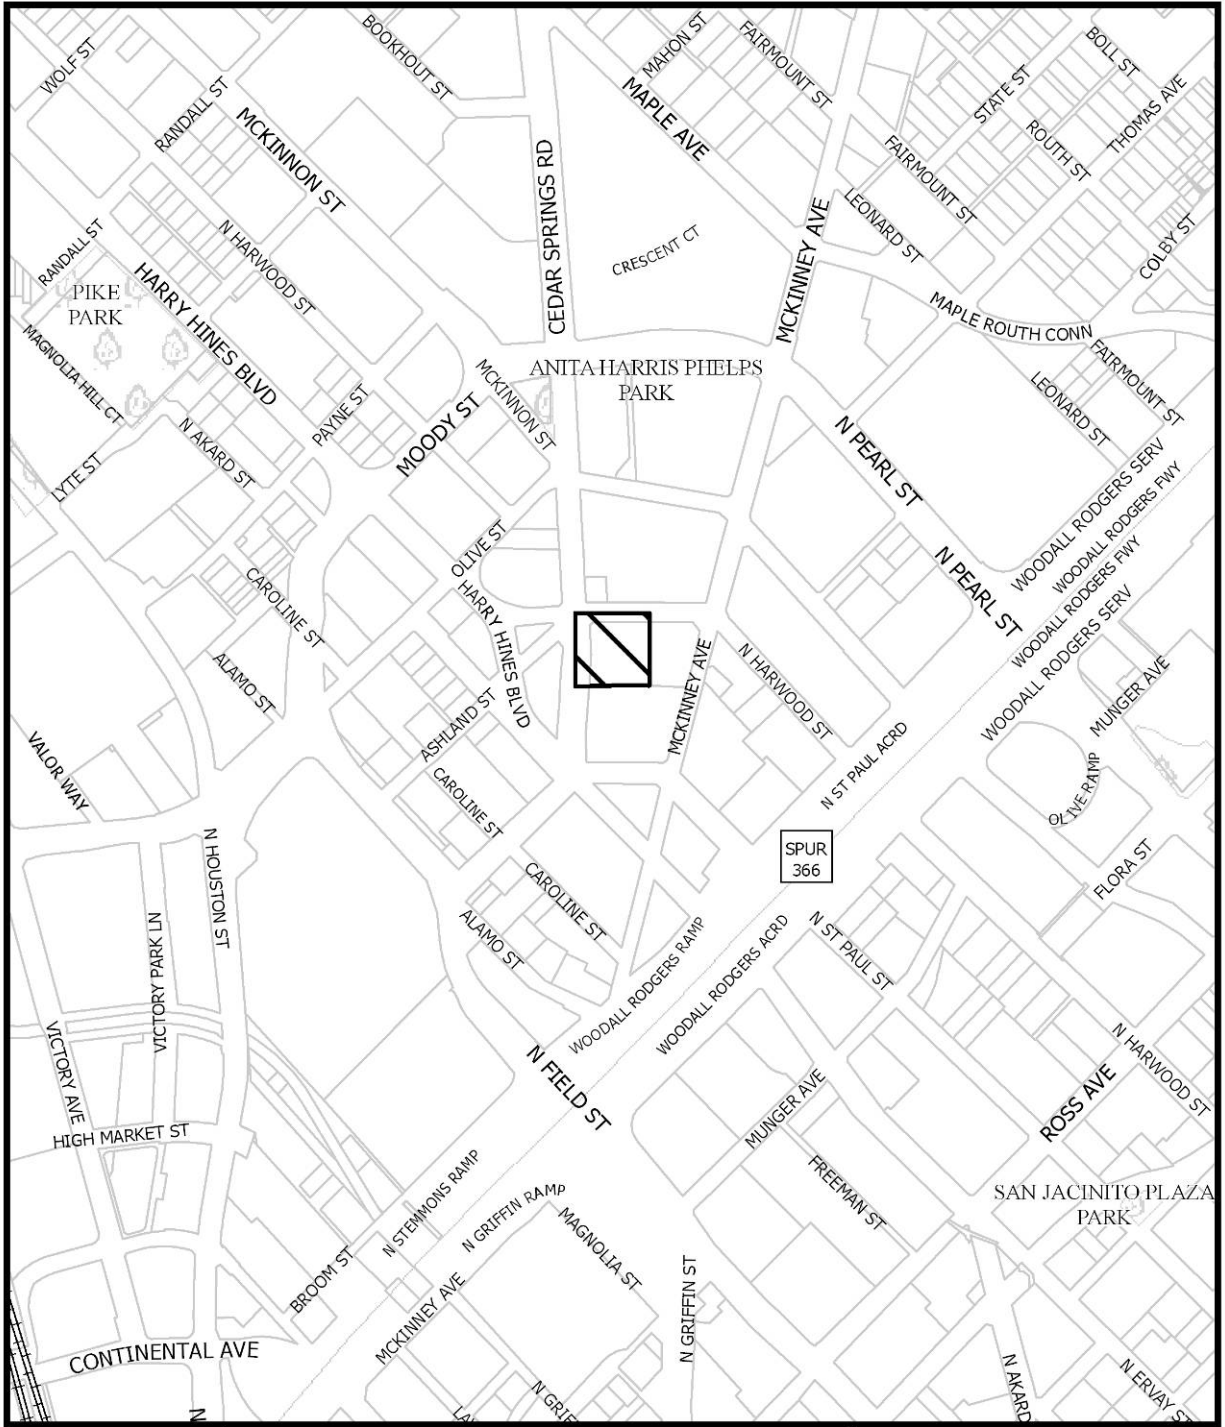 BOOKHOUT ST
MAHON ST
FAIRMOUNT ST
BOLL ST
WOLF ST
STATE ST
THOMAS AVE
RANDALL ST
MCKINNON ST
MAPLE AVE
ROUTH ST
FAIRMOUNT ST
CEDAR SPRINGS RD
LEONARD ST
MCKINNEY AVE
COLBY ST
RANDALL ST
N HARWOOD ST
CRESCENT CT
PIKE
PARK
HARRY HINES BLVD
MAPLE ROUTH CONN
MAGNOLIA HILL CT
ANITA HARRIS PHELPS
PARK
FAIRMOUNT ST
LEONARD ST
PAYNE ST
MCKINNON ST
MOODY ST
N AKARD ST
LYTE ST
N PEARL ST
WOODALL RODGERS SERV
WOODALL RODGERS FWY
OLIVE ST
N PEARL ST
WOODALL RODGERS FWY
WOODALL RODGERS SERV
CAROLINE ST
HARRY HINES BLVD
ALAMO ST
MCKINNEY AVE
N HARWOOD ST
MUNGER AVE
ASHLAND ST
VALOR WAY
N ST PAUL ACRD
OLIVE RAMP
CAROLINE ST
N HOUSTON ST
SPUR
366
FLORA ST
CAROLINE ST
VICTORY PARK LN
ALAMO ST
WOODALL RODGERS RAMP
WOODALL RODGERS ACRD
N ST PAUL ST
VICTORY AVE
N FIELD ST
N HARWOOD ST
ROSS AVE
MUNGER AVE
HIGH MARKET ST
FREEMAN ST
SAN JACINITO PLAZA
PARK
N STEMMONS RAMP
N GRIFFIN RAMP
MAGNOLIA ST
BROOM ST
MCKINNEY AVE
N GRIFFIN ST
CONTINENTAL AVE
N AKARD
N ERVAY S
N GRIF
N